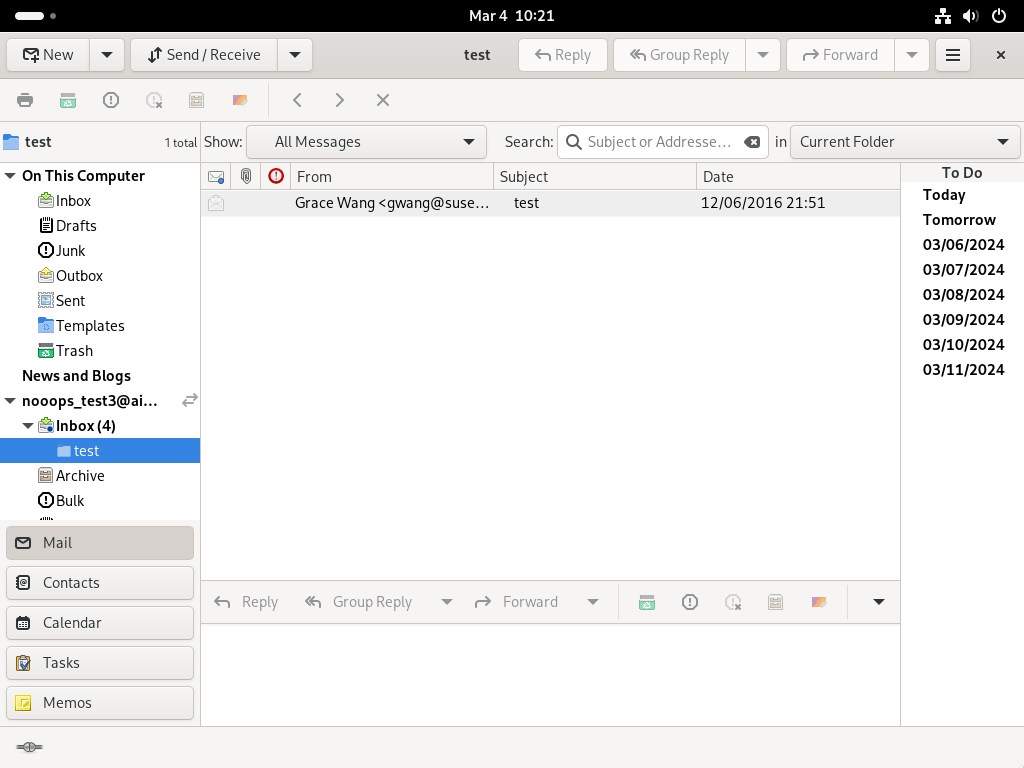 Mar 4 10:21
New
Send / Receive
test
Reply
Group Reply
Forward
test
1 total
Show:
All Messages
Search:
Subject or Addresse…
in
Current Folder
On This Computer
Inbox
Drafts
Junk
Outbox
Sent
Templates
Trash
News and Blogs
nooops_test3@ai…
Inbox (4)
test
Archive
Bulk
From
Subject
Date
Grace Wang <gwang@suse…
test
12/06/2016 21:51
To Do
Today
Tomorrow
03/06/2024
03/07/2024
03/08/2024
03/09/2024
03/10/2024
03/11/2024
Mail
Contacts
Calendar
Tasks
Memos
Reply
Group Reply
Forward